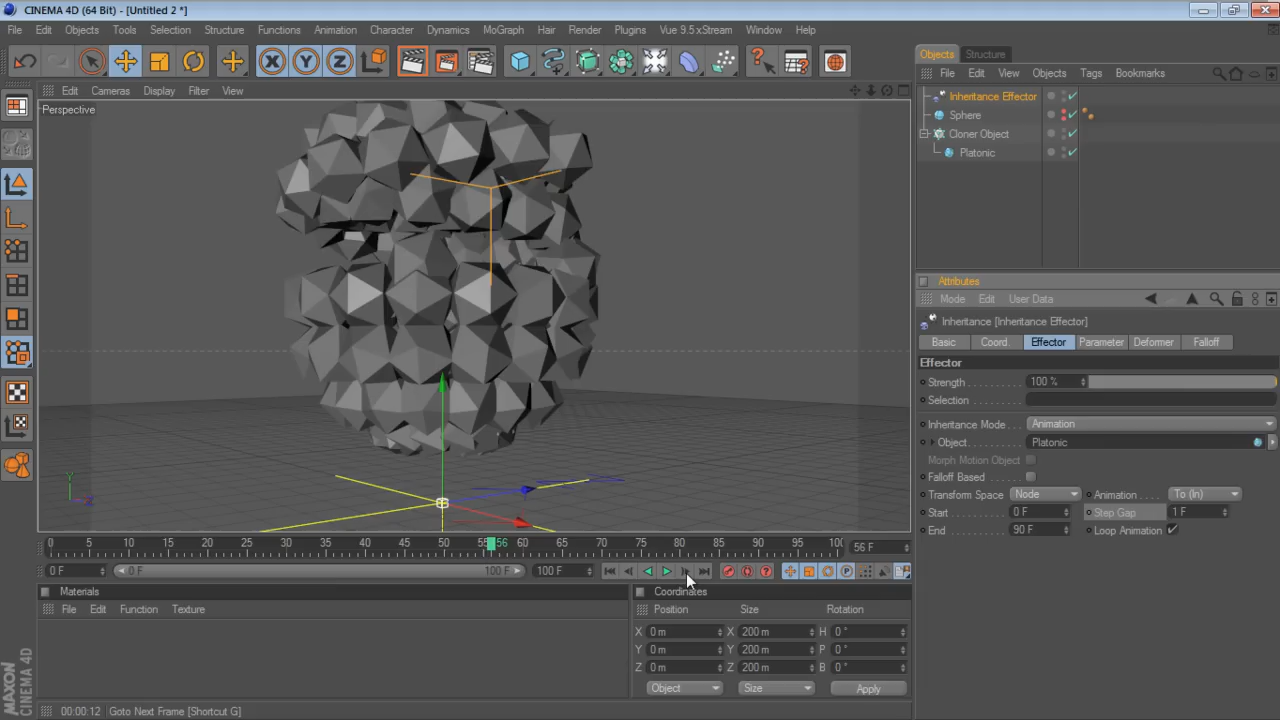 CINEMA 4D (64 Bit) - [Untitled 2 *]
File Edit Objects Tools Selection Structure Functions Animation Character Dynamics MoGraph Hair Render Plugins Vue 9.5 xStream Window Help
Edit Cameras Display Filter View
Perspective
Y
0 5 10 15 20 25 30 35 40 45 50 55 56 60 65 70 75 80 85 90 95 100
56 F
0 F
0 F
100 F
100 F
Materials
File Edit Function Texture
Coordinates
Position Size Rotation
X 0 m X 200 m H 0 °
Y 0 m Y 200 m P 0 °
Z 0 m Z 200 m B 0 °
Object Size Apply
00:00:12 Goto Next Frame [Shortcut G]
MAXON
CINEMA 4D
Objects Structure
File Edit View Objects Tags Bookmarks
Inheritance Effector
Sphere
Cloner Object
Platonic
Attributes
Mode Edit User Data
Inheritance [Inheritance Effector]
Basic Coord. Effector Parameter Deformer Falloff
Effector
Strength . . . . . . . . . 100 %
Selection . . . . . . . . .
Inheritance Mode . . . Animation
Object . . . . . . . . . Platonic
Morph Motion Object
Falloff Based . . . . . .
Transform Space Node Animation . . . . To (In)
Start . . . . . . . . . 0 F Step Gap 1 F
End . . . . . . . . . 90 F Loop Animation